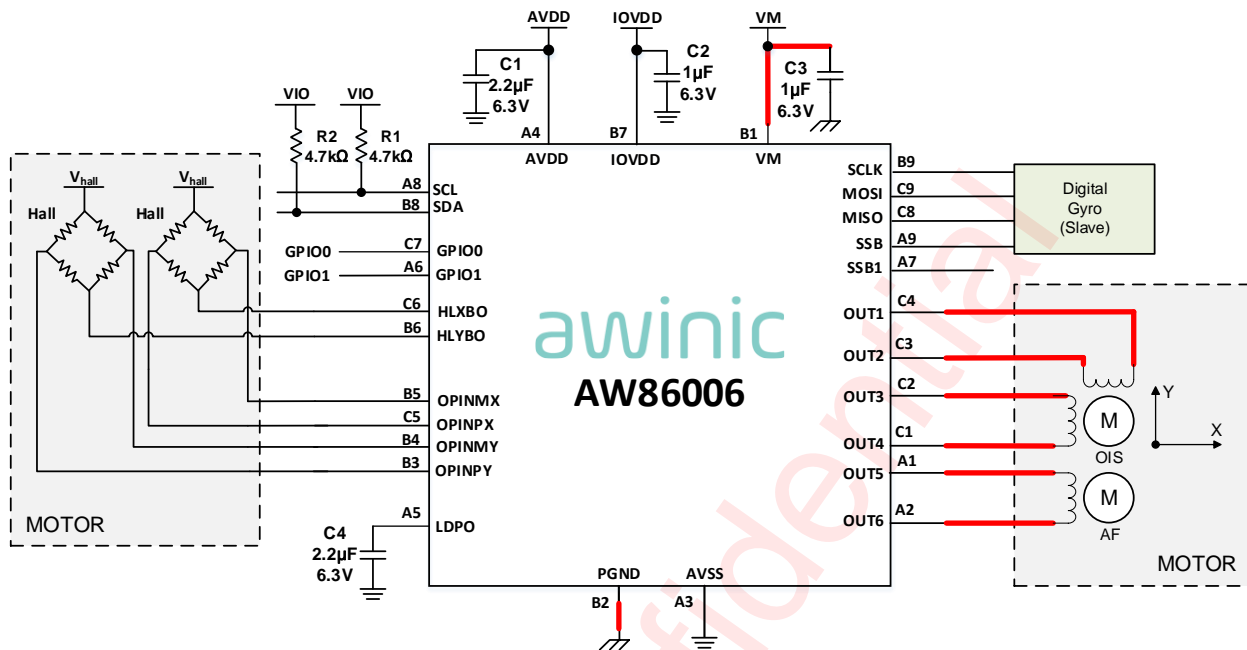 AVDD
IOVDD
VM
C1
2.2µF
6.3V
C2
1µF
6.3V
C3
1µF
6.3V
VIO
VIO
R2
4.7kΩ
R1
4.7kΩ
A4
B7
B1
AVDD
IOVDD
VM
A8
SCL
B8
SDA
GPIO0
C7
GPIO0
GPIO1
A6
GPIO1
C6
HLXBO
B6
HLYBO
B5
OPINMX
C5
OPINPX
B4
OPINMY
B3
OPINPY
A5
LDPO
C4
2.2µF
6.3V
Vhall
Vhall
Hall
Hall
MOTOR
awinic
AW86006
PGND
AVSS
B2
A3
SCLK
B9
MOSI
C9
MISO
C8
SSB
A9
SSB1
A7
OUT1
C4
OUT2
C3
OUT3
C2
OUT4
C1
OUT5
A1
OUT6
A2
Digital
Gyro
(Slave)
M
OIS
M
AF
Y
X
MOTOR
fidential